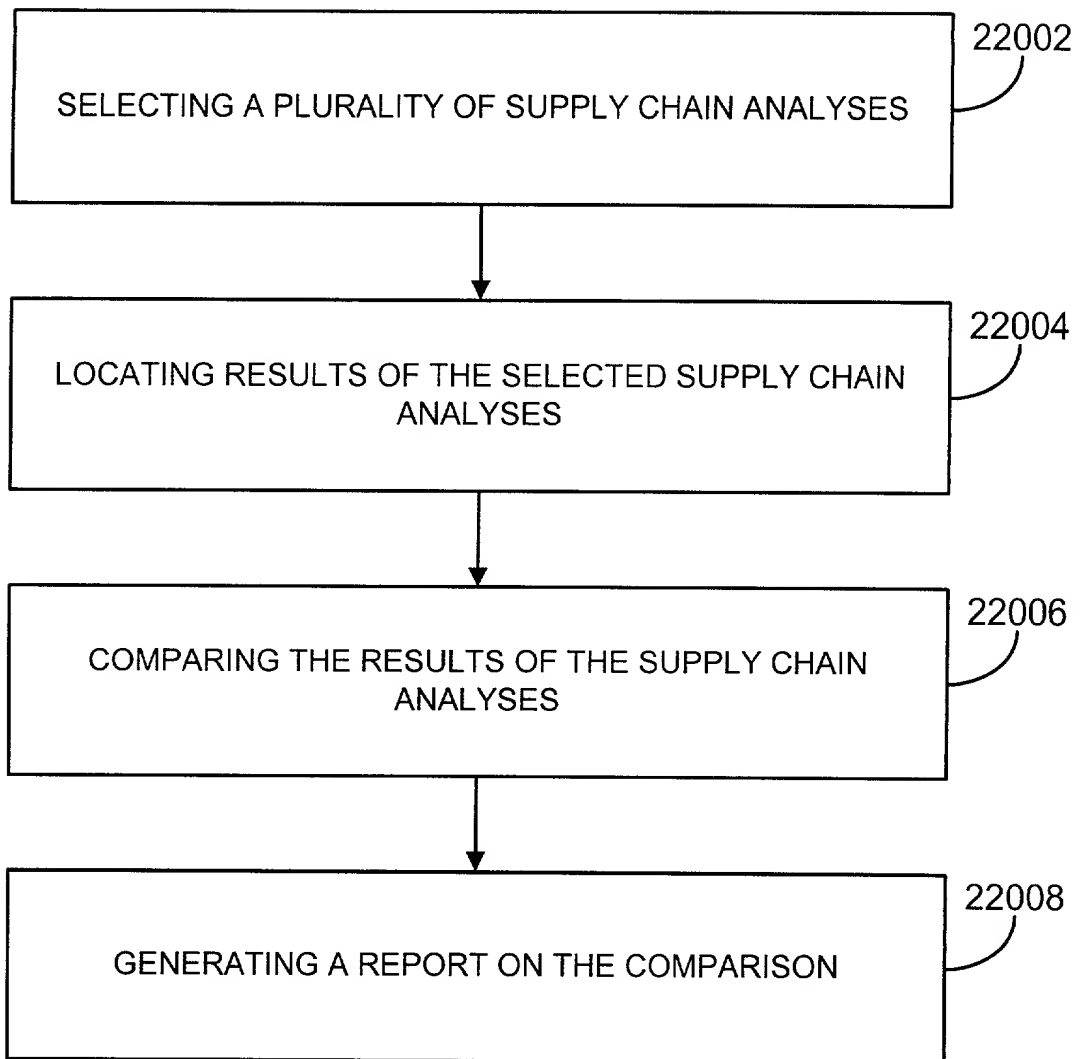 22002
SELECTING A PLURALITY OF SUPPLY CHAIN ANALYSES
22004
LOCATING RESULTS OF THE SELECTED SUPPLY CHAIN
ANALYSES
22006
COMPARING THE RESULTS OF THE SUPPLY CHAIN
ANALYSES
22008
GENERATING A REPORT ON THE COMPARISON